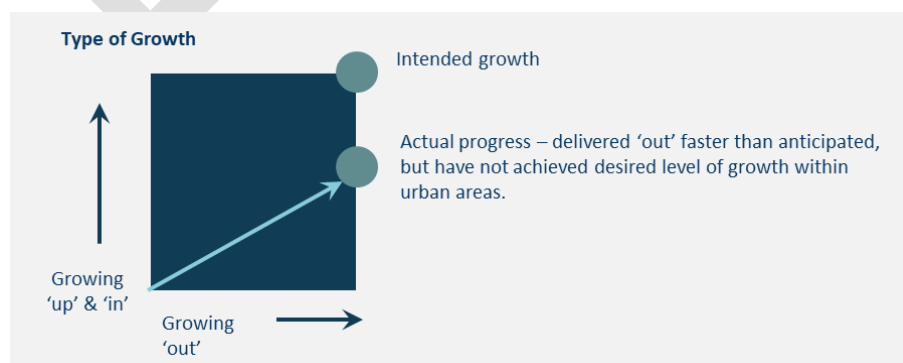 Type of Growth
Intended growth
Actual progress – delivered ‘out’ faster than anticipated,
but have not achieved desired level of growth within
urban areas.
Growing
‘up’ & ‘in’
Growing
‘out’